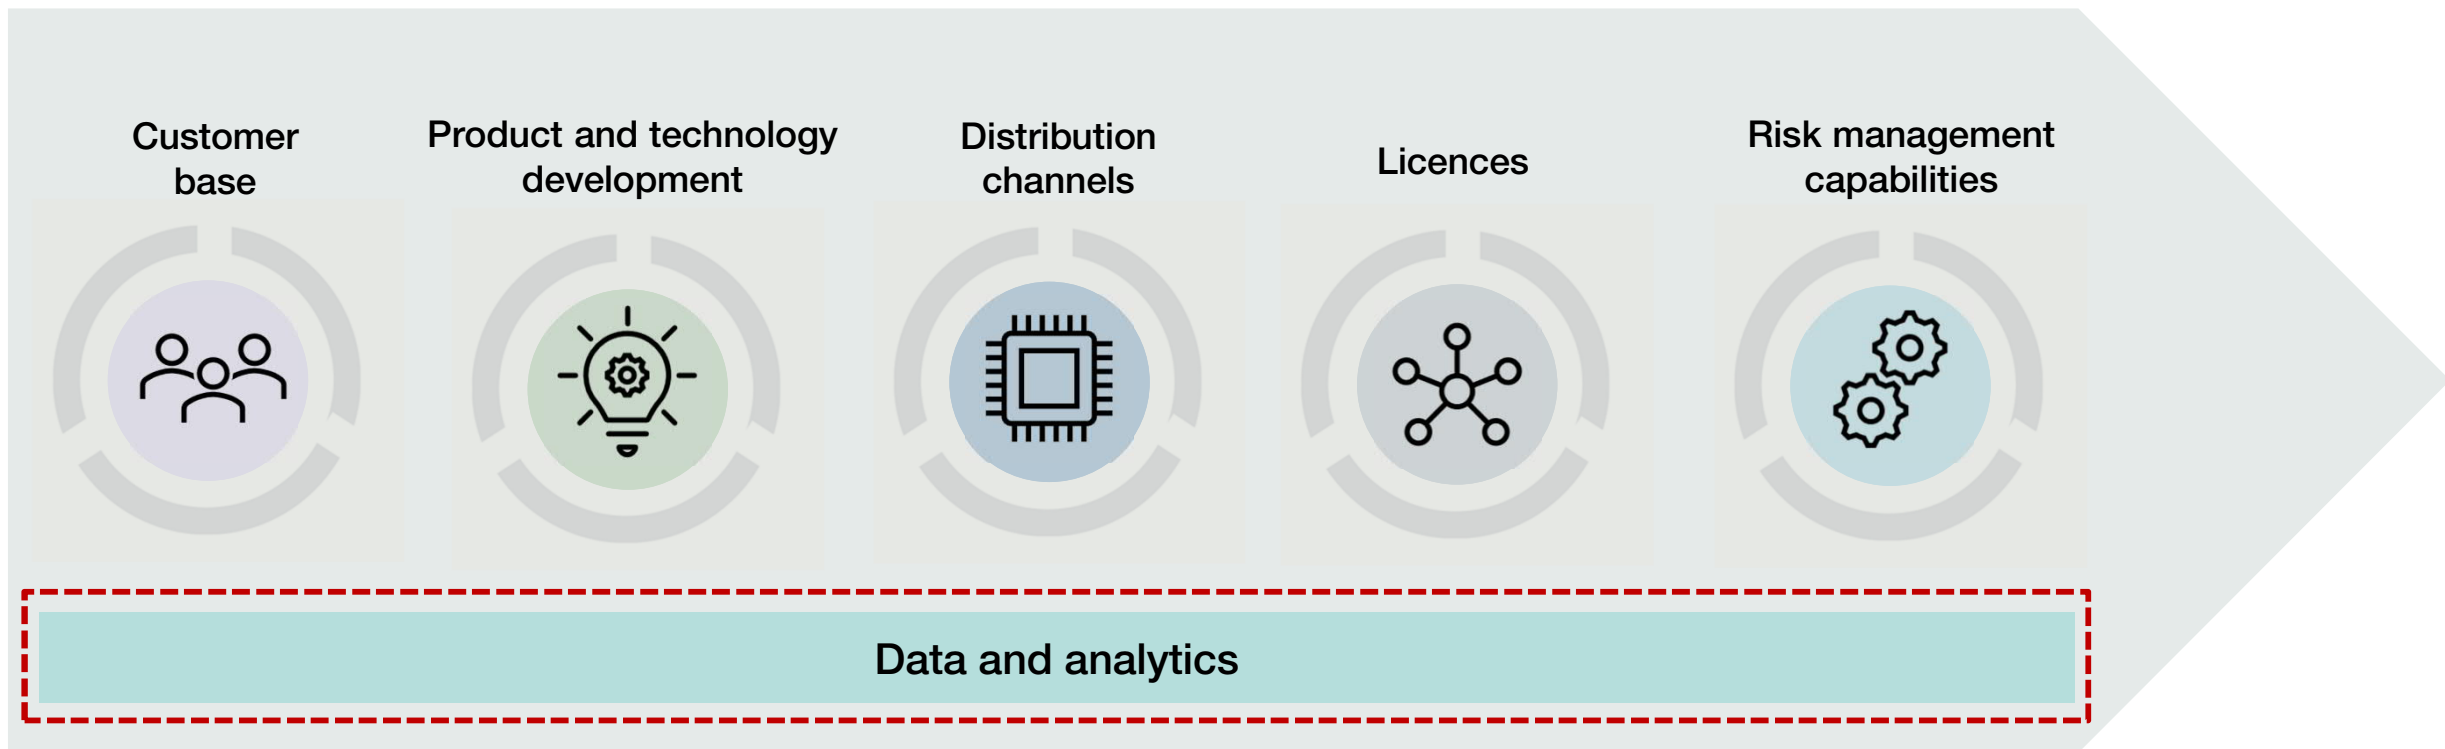 Customer
base
Product and technology
development
Distribution
channels
Licences
Risk management
capabilities
Data and analytics